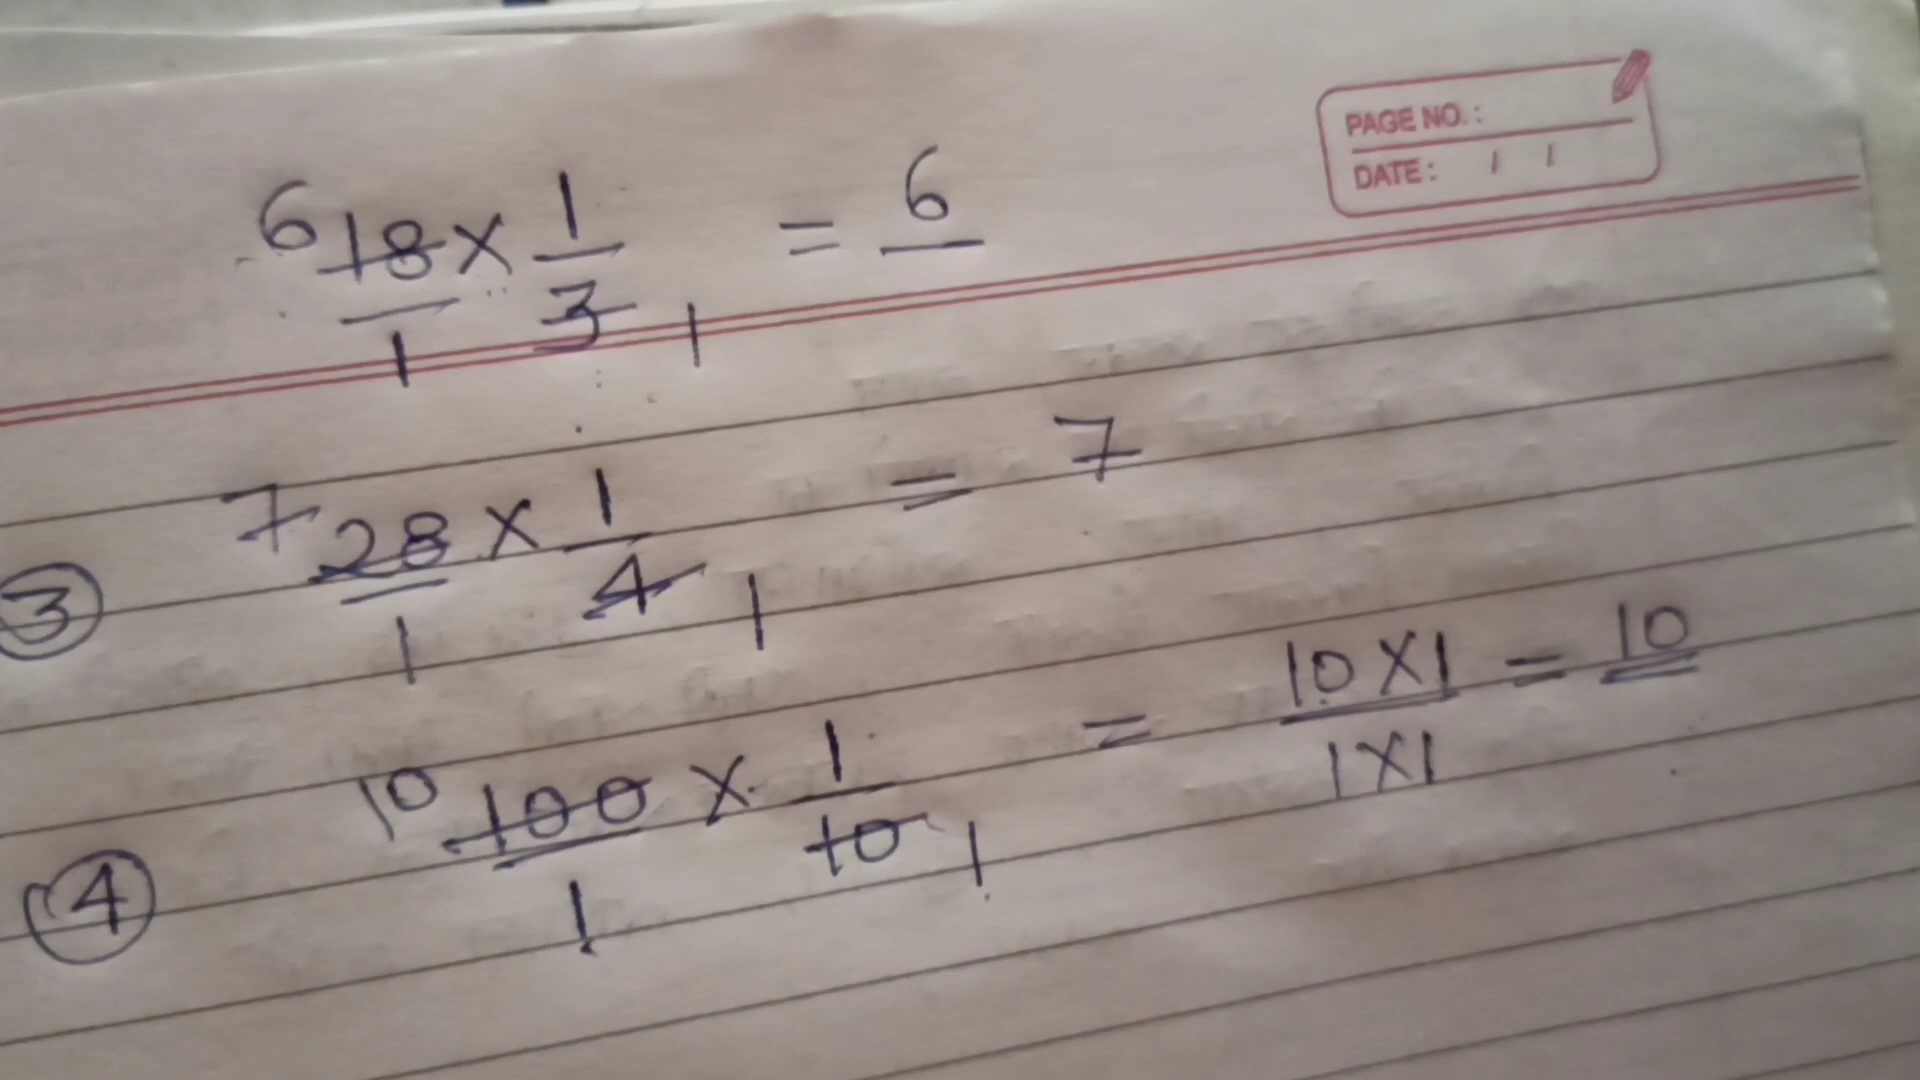 PAGE NO. :
DATE : / /
6 18/1 × 1/3 1 = 6
③ 7 28/1 × 1/4 1 = 7
④ 10 100/1 × 1/10 1 = 10×1/1×1 = 10